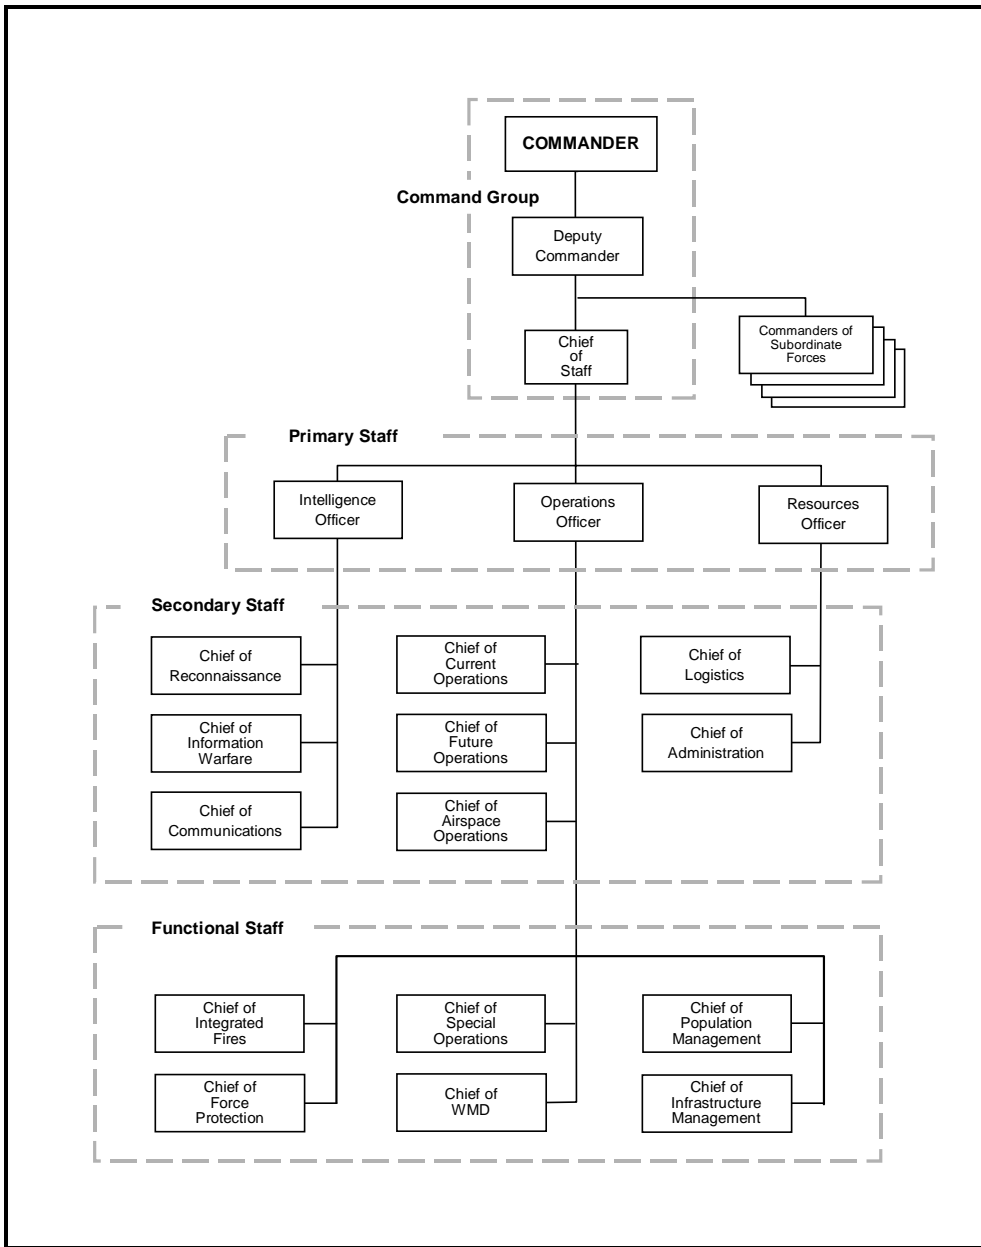 COMMANDER
Command Group
Deputy
Commander
Chief
of
Staff
Commanders of
Subordinate
Forces
Primary Staff
Intelligence
Officer
Operations
Officer
Resources
Officer
Secondary Staff
Chief of
Reconnaissance
Chief of
Current
Operations
Chief of
Logistics
Chief of
Information
Warfare
Chief of
Future
Operations
Chief of
Administration
Chief of
Communications
Chief of
Airspace
Operations
Functional Staff
Chief of
Integrated
Fires
Chief of
Special
Operations
Chief of
Population
Management
Chief of
Force
Protection
Chief of
WMD
Chief of
Infrastructure
Management